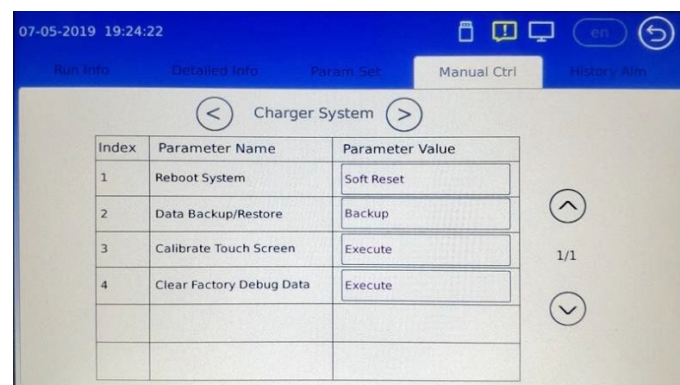 07-05-2019 19:24:22
en
Run Info Detailed Info Param Set Manual Ctrl History Alm
< Charger System >
Index Parameter Name Parameter Value
1 Reboot System Soft Reset
2 Data Backup/Restore Backup
3 Calibrate Touch Screen Execute
1/1
4 Clear Factory Debug Data Execute